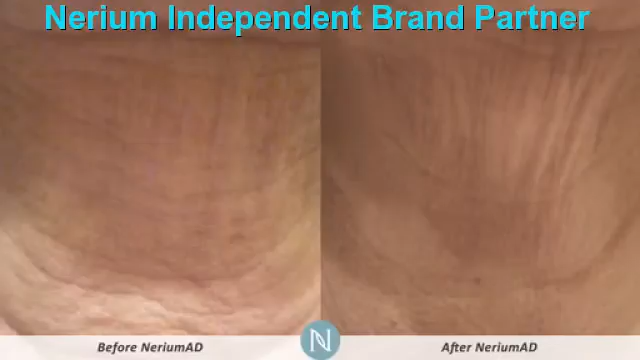 Nerium Independent Brand Partner
Before NeriumAD
N
After NeriumAD